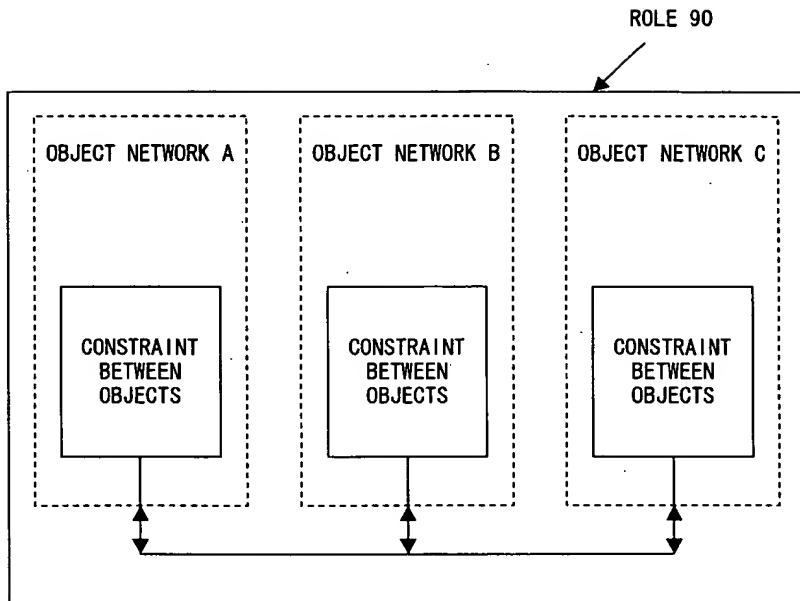 ROLE 90
OBJECT NETWORK A
OBJECT NETWORK B
OBJECT NETWORK C
CONSTRAINT
BETWEEN
OBJECTS
CONSTRAINT
BETWEEN
OBJECTS
CONSTRAINT
BETWEEN
OBJECTS